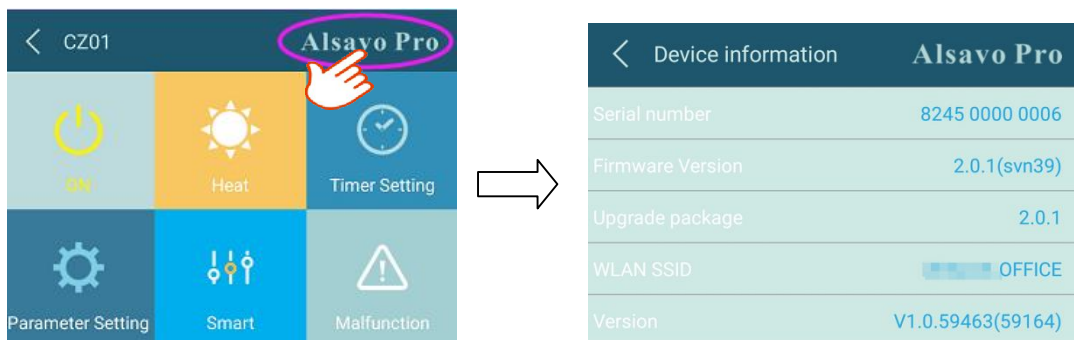 CZ01 Alsavo Pro
ON Heat Timer Setting
Parameter Setting Smart Malfunction
Device information Alsavo Pro
Serial number 8245 0000 0006
Firmware Version 2.0.1(svn39)
Upgrade package 2.0.1
WLAN SSID OFFICE
Version V1.0.59463(59164)